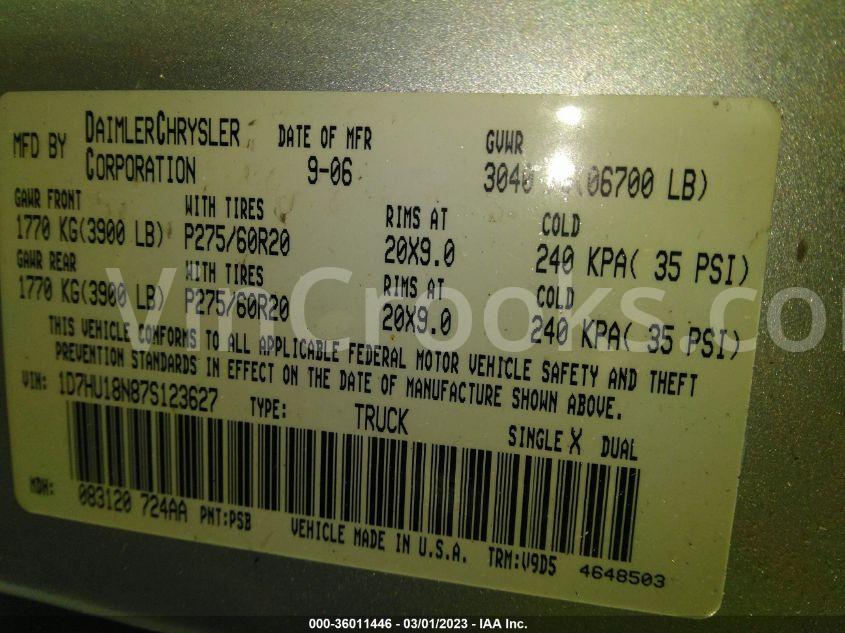 MFD BY DAIMLERCHRYSLER CORPORATION
DATE OF MFR 9-06
GVWR 3040 (06700 LB)
GAWR FRONT WITH TIRES RIMS AT COLD
1770 KG(3900 LB) P275/60R20 20X9.0 240 KPA( 35 PSI)
GAWR REAR WITH TIRES RIMS AT COLD
1770 KG(3900 LB) P275/60R20 20X9.0 240 KPA( 35 PSI)
THIS VEHICLE CONFORMS TO ALL APPLICABLE FEDERAL MOTOR VEHICLE SAFETY AND THEFT
PREVENTION STANDARDS IN EFFECT ON THE DATE OF MANUFACTURE SHOWN ABOVE.
VIN: 1D7HU18N87S123627 TYPE: TRUCK SINGLE X DUAL
MDH: 083120 724AA PNT:PSB VEHICLE MADE IN U.S.A. TRM:V9D5 4648503
VinCrooks.co
000-36011446 - 03/01/2023 - IAA Inc.